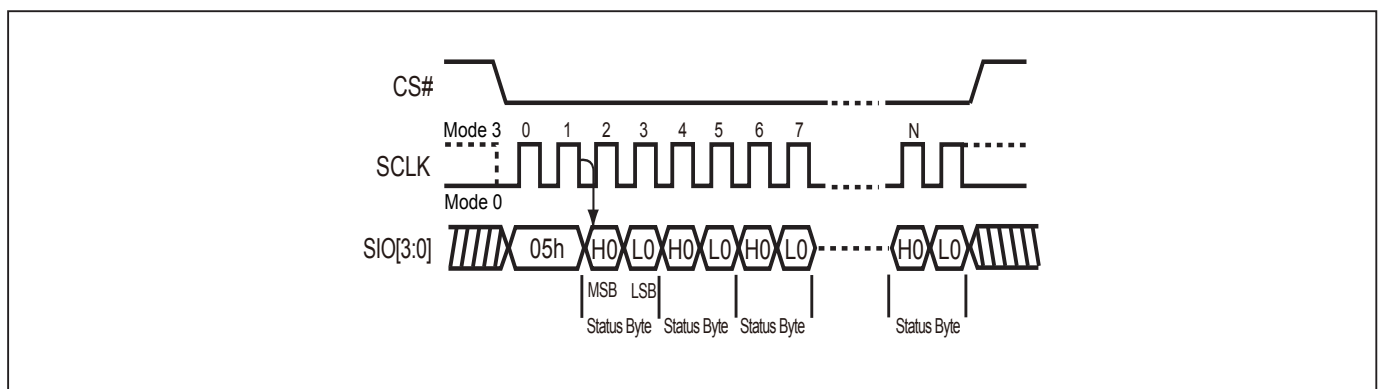 CS#
Mode 3 0 1 2 3 4 5 6 7 N
SCLK
Mode 0
SIO[3:0] 05h H0 L0 H0 L0 H0 L0 H0 L0
MSB LSB
Status Byte Status Byte Status Byte Status Byte